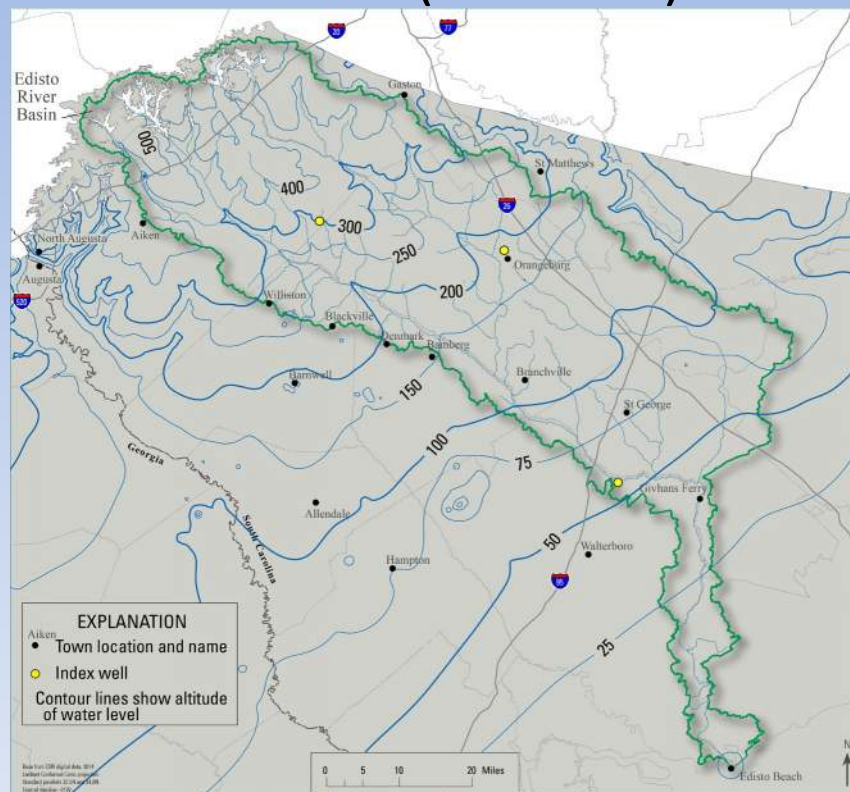 20
77
Edisto
River
Basin
Gaston
500
St Matthews
400
26
300
Aiken
North Augusta
250
Orangeburg
Augusta
200
520
Williston
Blackville
Denmark
Bamberg
Barnwell
150
Branchville
St George
100
75
Georgia
Givhans Ferry
Allendale
South Carolina
50
Walterboro
Hampton
95
25
EXPLANATION
Aiken
Town location and name
Index well
Contour lines show altitude
of water level
N
0 5 10 20 Miles
Edisto Beach